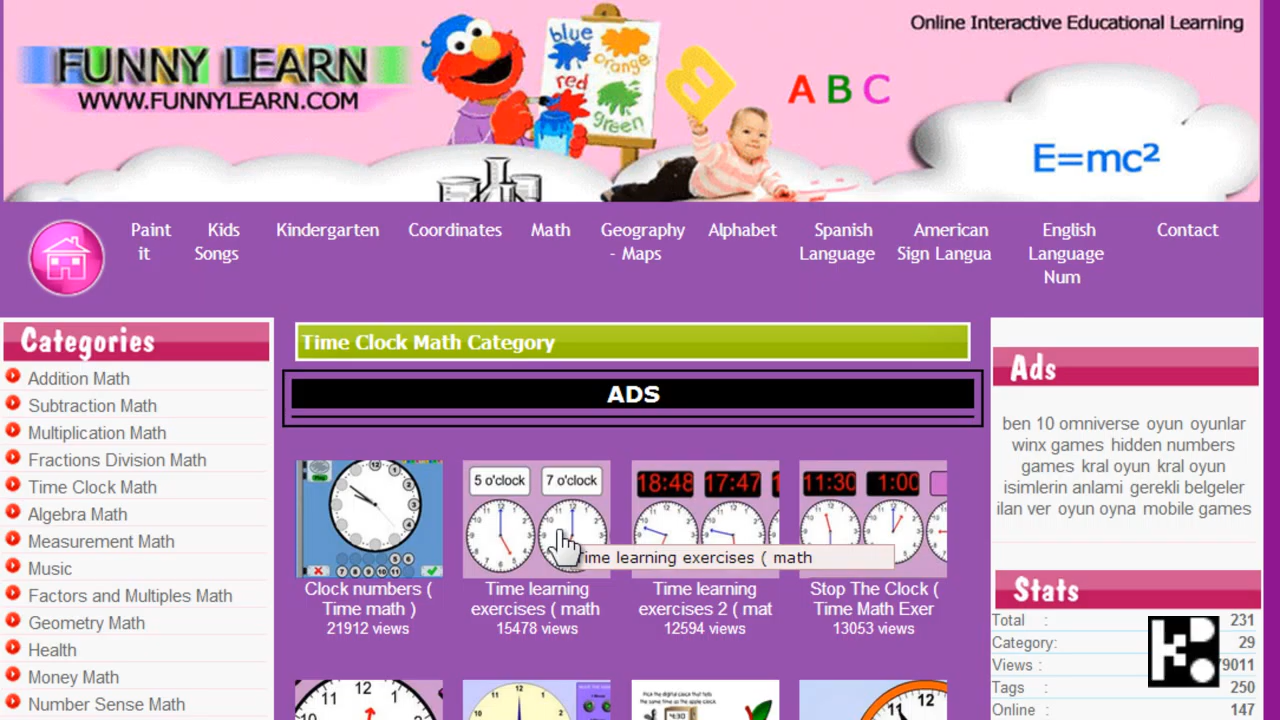 Online Interactive Educational Learning
FUNNY LEARN
WWW.FUNNYLEARN.COM
blue
orange
red
green
B
A B C
E=mc²
Paint it
Kids Songs
Kindergarten
Coordinates
Math
Geography - Maps
Alphabet
Spanish Language
American Sign Langua
English Language Num
Contact
Categories
Addition Math
Subtraction Math
Multiplication Math
Fractions Division Math
Time Clock Math
Algebra Math
Measurement Math
Music
Factors and Multiples Math
Geometry Math
Health
Money Math
Number Sense Math
Time Clock Math Category
ADS
5 o'clock 7 o'clock
18:48 17:47
11:30 1:00
Time learning exercises ( math
Clock numbers (
Time math )
21912 views
Time learning
exercises ( math
15478 views
Time learning
exercises 2 ( mat
12594 views
Stop The Clock (
Time Math Exer
13053 views
Ads
ben 10 omniverse oyun oyunlar
winx games hidden numbers
games kral oyun kral oyun
isimlerin anlami gerekli belgeler
ilan ver oyun oyna mobile games
Stats
Total : 231
Category: 29
Views : 9011
Tags : 250
Online : 147